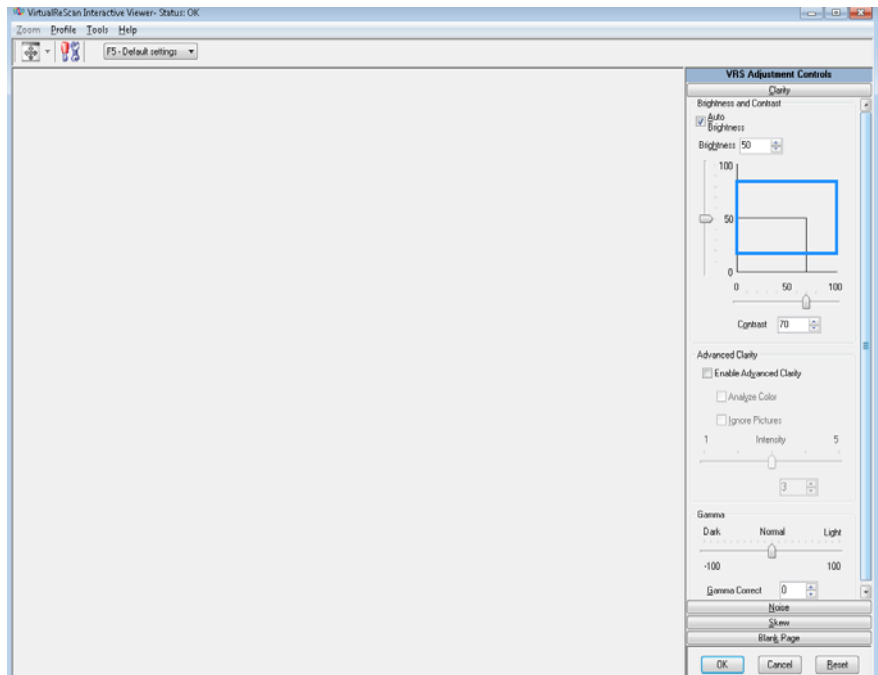 VirtualReScan Interactive Viewer- Status: OK
Zoom Profile Tools Help
F5 - Default settings
VRS Adjustment Controls
Clarity
Brightness and Contrast
Auto
Brightness
Brightness 50
100
50
0
0 50 100
Contrast 70
Advanced Clarity
Enable Advanced Clarity
Analyze Color
Ignore Pictures
1 Intensity 5
3
Gamma
Dark Normal Light
-100 100
Gamma Correct 0
Noise
Skew
Blank Page
OK Cancel Reset